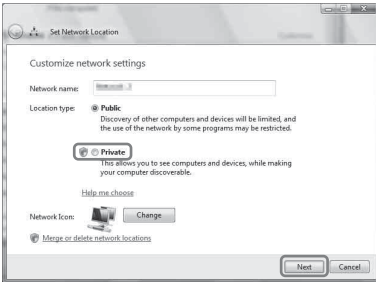 Set Network Location
Customize network settings
Network name:
Location type:
Public
Discovery of other computers and devices will be limited, and
the use of the network by some programs may be restricted.
Private
This allows you to see computers and devices, while making
your computer discoverable.
Help me choose
Network Icon:
Change
Merge or delete network locations
Next
Cancel